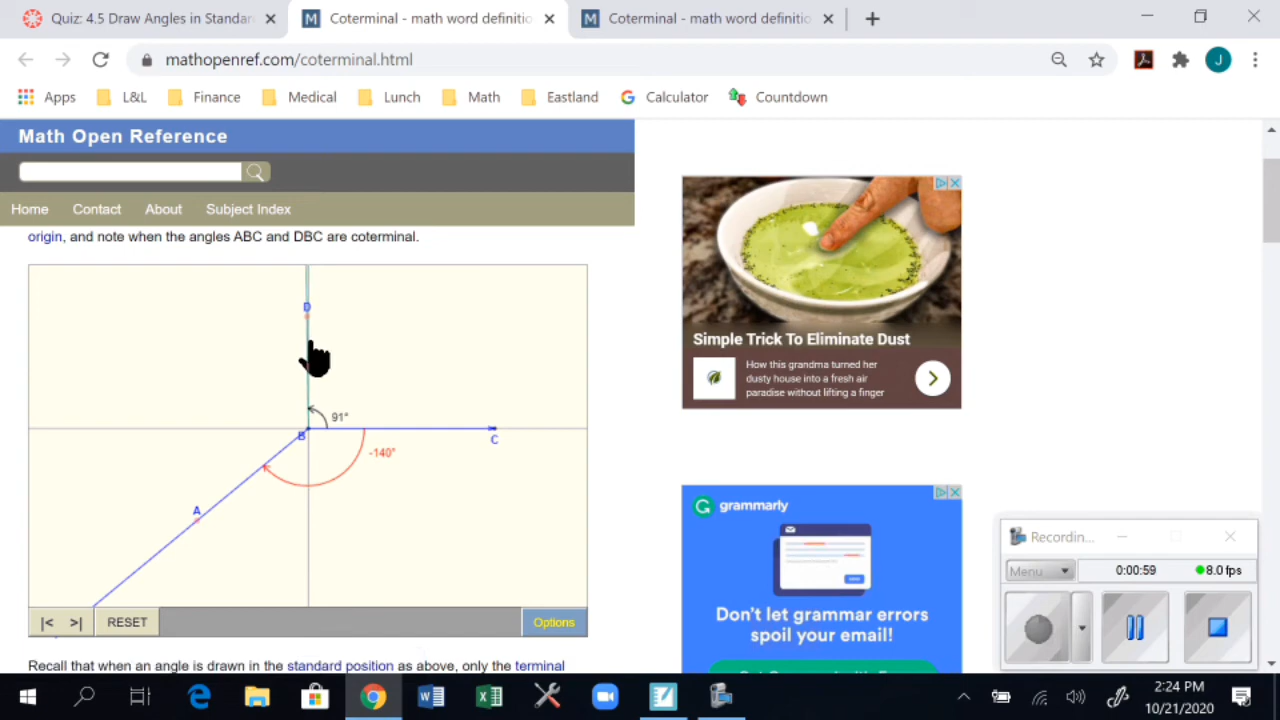 Quiz: 4.5 Draw Angles in Standar
Coterminal - math word definitio
Coterminal - math word definitio
mathopenref.com/coterminal.html
J
Apps
L&L
Finance
Medical
Lunch
Math
Eastland
Calculator
Countdown
Math Open Reference
Home
Contact
About
Subject Index
origin, and note when the angles ABC and DBC are coterminal.
D
91°
B
C
-140°
A
|<
>|
RESET
Options
Recall that when an angle is drawn in the standard position as above, only the terminal
Simple Trick To Eliminate Dust
How this grandma turned her
dusty house into a fresh air
paradise without lifting a finger
grammarly
Don't let grammar errors
spoil your email!
Recordin...
Menu
0:00:59
8.0 fps
2:24 PM
10/21/2020